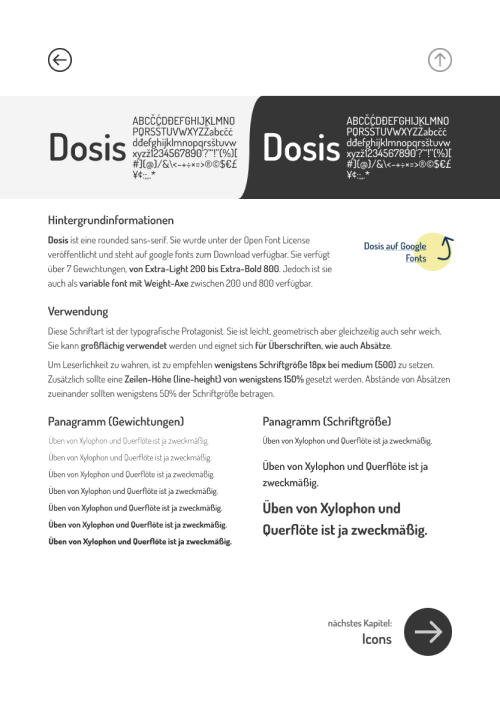 Dosis
ABCČĆDĐEFGHIJKLMNO
PQRSŠTUVWXYZŽabcčć
dđefghijklmnopqrsštuvw
xyzž1234567890'?'"!"(%)[
#]{@}/&\<-+÷×=>®©$€£
¥¢:;,.*
Dosis
ABCČĆDĐEFGHIJKLMNO
PQRSŠTUVWXYZŽabcčć
dđefghijklmnopqrsštuvw
xyzž1234567890'?'"!"(%)[
#]{@}/&\<-+÷×=>®©$€£
¥¢:;,.*
Hintergrundinformationen
Dosis ist eine rounded sans-serif. Sie wurde unter der Open Font License
veröffentlicht und steht auf google fonts zum Download verfügbar. Sie verfügt
über 7 Gewichtungen, von Extra-Light 200 bis Extra-Bold 800. Jedoch ist sie
auch als variable font mit Weight-Axe zwischen 200 und 800 verfügbar.
Dosis auf Google
Fonts
Verwendung
Diese Schriftart ist der typografische Protagonist. Sie ist leicht, geometrisch aber gleichzeitig auch sehr weich.
Sie kann großflächig verwendet werden und eignet sich für Überschriften, wie auch Absätze.
Um Leserlichkeit zu wahren, ist zu empfehlen wenigstens Schriftgröße 18px bei medium (500) zu setzen.
Zusätzlich sollte eine Zeilen-Höhe (line-height) von wenigstens 150% gesetzt werden. Abstände von Absätzen
zueinander sollten wenigstens 50% der Schriftgröße betragen.
Panagramm (Gewichtungen)
Üben von Xylophon und Querflöte ist ja zweckmäßig.
Üben von Xylophon und Querflöte ist ja zweckmäßig.
Üben von Xylophon und Querflöte ist ja zweckmäßig.
Üben von Xylophon und Querflöte ist ja zweckmäßig.
Üben von Xylophon und Querflöte ist ja zweckmäßig.
Üben von Xylophon und Querflöte ist ja zweckmäßig.
Üben von Xylophon und Querflöte ist ja zweckmäßig.
Panagramm (Schriftgröße)
Üben von Xylophon und Querflöte ist ja zweckmäßig.
Üben von Xylophon und Querflöte ist ja
zweckmäßig.
Üben von Xylophon und
Querflöte ist ja zweckmäßig.
nächstes Kapitel:
Icons